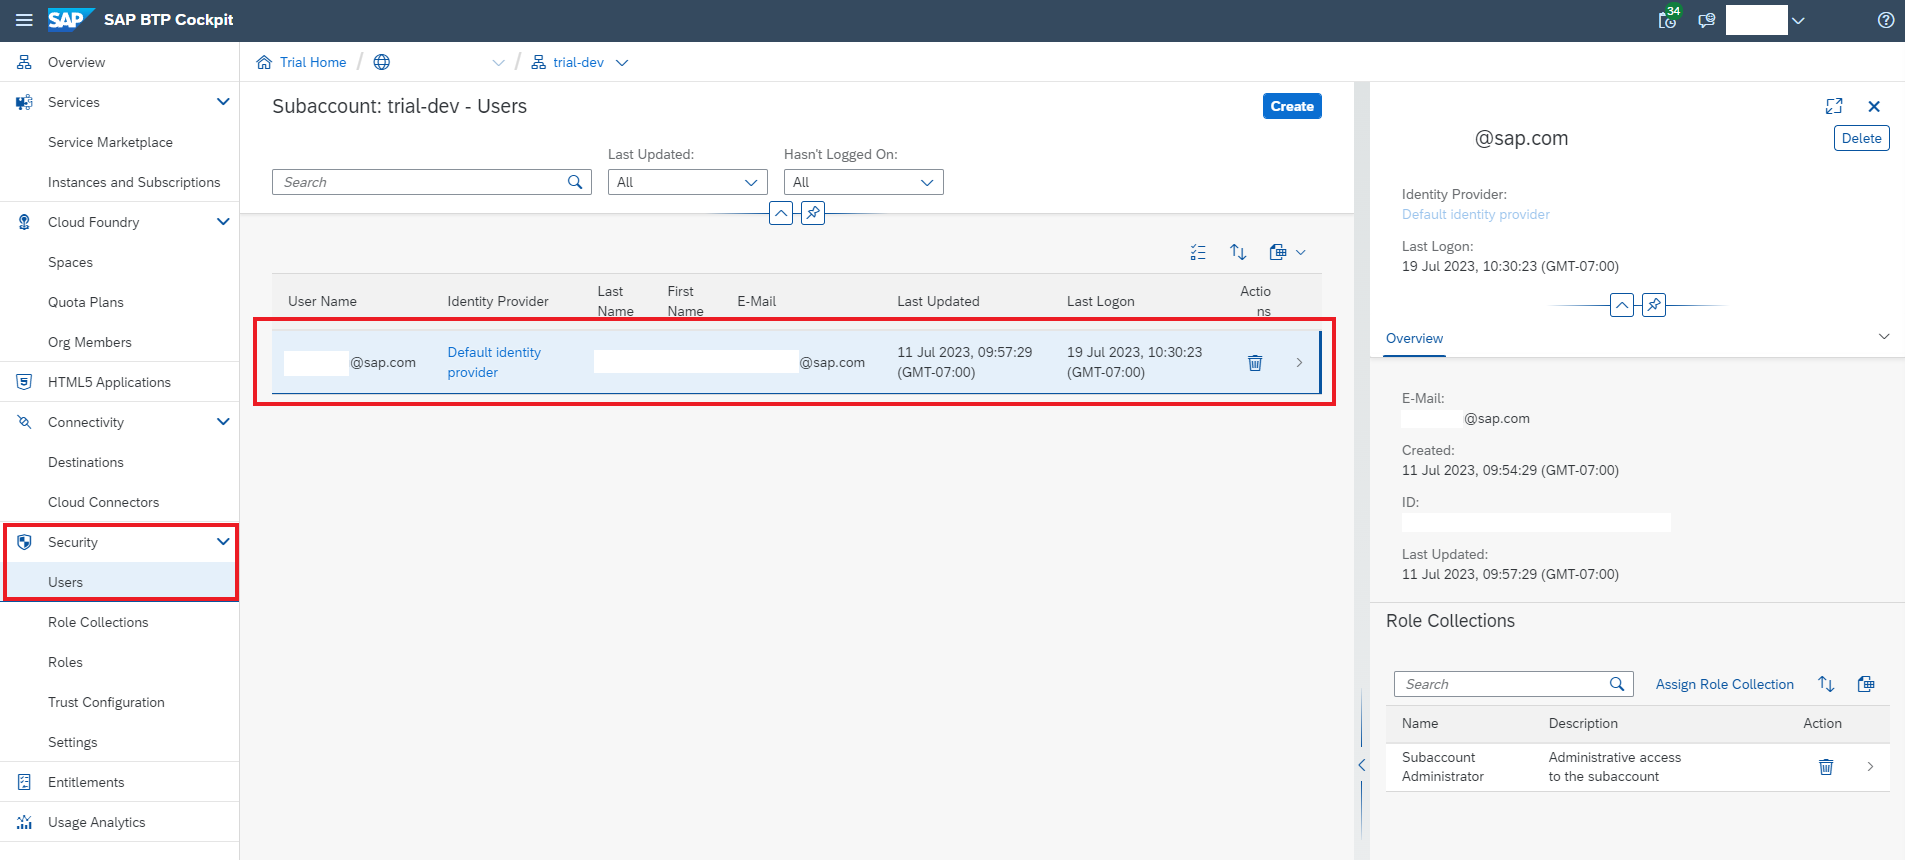 SAP SAP BTP Cockpit
34
Overview
Services
Service Marketplace
Instances and Subscriptions
Cloud Foundry
Spaces
Quota Plans
Org Members
HTML5 Applications
Connectivity
Destinations
Cloud Connectors
Security
Users
Role Collections
Roles
Trust Configuration
Settings
Entitlements
Usage Analytics
Trial Home / / trial-dev
Subaccount: trial-dev - Users
Create
Last Updated:
Hasn't Logged On:
Search
All
All
User Name
Identity Provider
Last
Name
First
Name
E-Mail
Last Updated
Last Logon
Actio
ns
@sap.com
Default identity
provider
@sap.com
11 Jul 2023, 09:57:29
(GMT-07:00)
19 Jul 2023, 10:30:23
(GMT-07:00)
@sap.com
Delete
Identity Provider:
Default identity provider
Last Logon:
19 Jul 2023, 10:30:23 (GMT-07:00)
Overview
E-Mail:
@sap.com
Created:
11 Jul 2023, 09:54:29 (GMT-07:00)
ID:
Last Updated:
11 Jul 2023, 09:57:29 (GMT-07:00)
Role Collections
Search
Assign Role Collection
Name
Description
Action
Subaccount
Administrator
Administrative access
to the subaccount